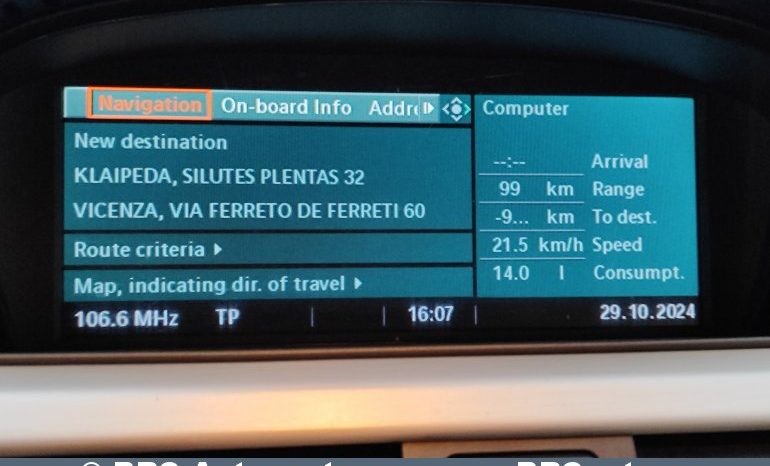 Navigation On-board Info
New destination
KLAIPEDA, SILUTES PLENTAS 32
VICENZA, VIA FERRETO DE FERRETI 60
Route criteria
Map, indicating dir. of travel
Computer
--:-- Arrival
99 km Range
-9... km To dest.
21.5 km/h Speed
14.0 l Consumpt.
106.6 MHz TP 16:07 29.10.2024